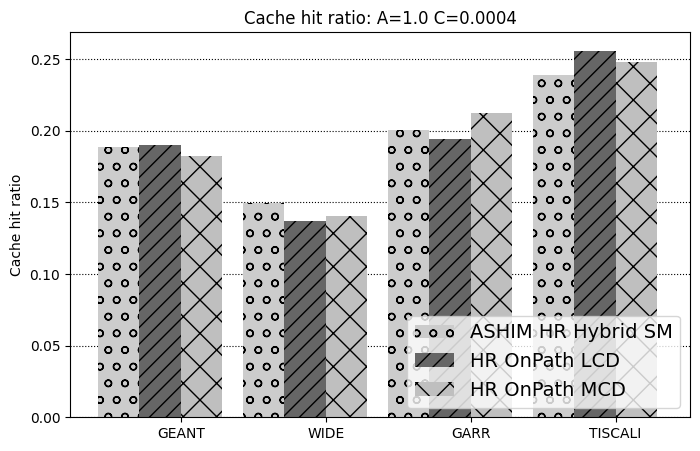 Cache hit ratio: A=1.0 C=0.0004
Cache hit ratio
0.25
0.20
0.15
0.10
0.05
0.00
ASHIM HR Hybrid SM
HR OnPath LCD
HR OnPath MCD
GEANT
WIDE
GARR
TISCALI